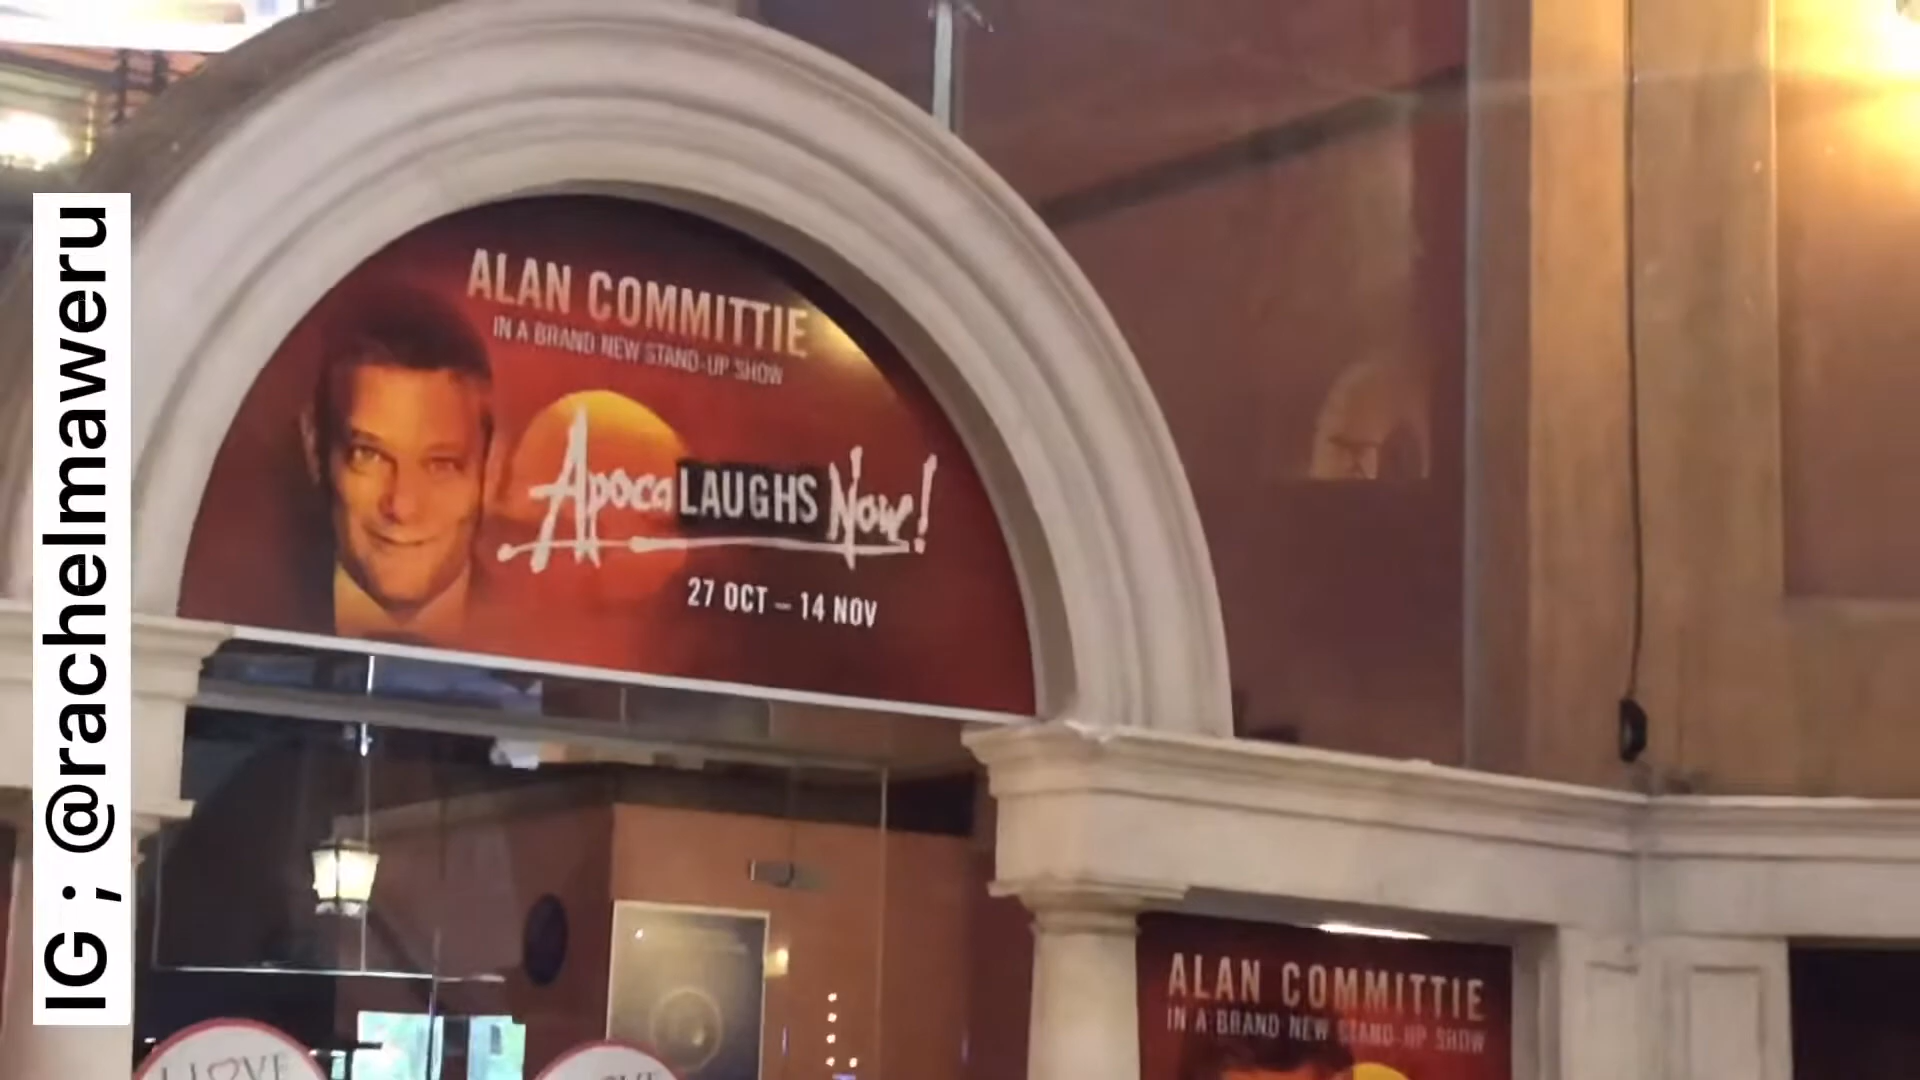 IG ; @rachelmaweru
ALAN COMMITTIE
IN A BRAND NEW STAND-UP SHOW
ApocaLAUGHS Now!
27 OCT – 14 NOV
ALAN COMMITTIE
IN A BRAND NEW STAND-UP SHOW
I LOVE